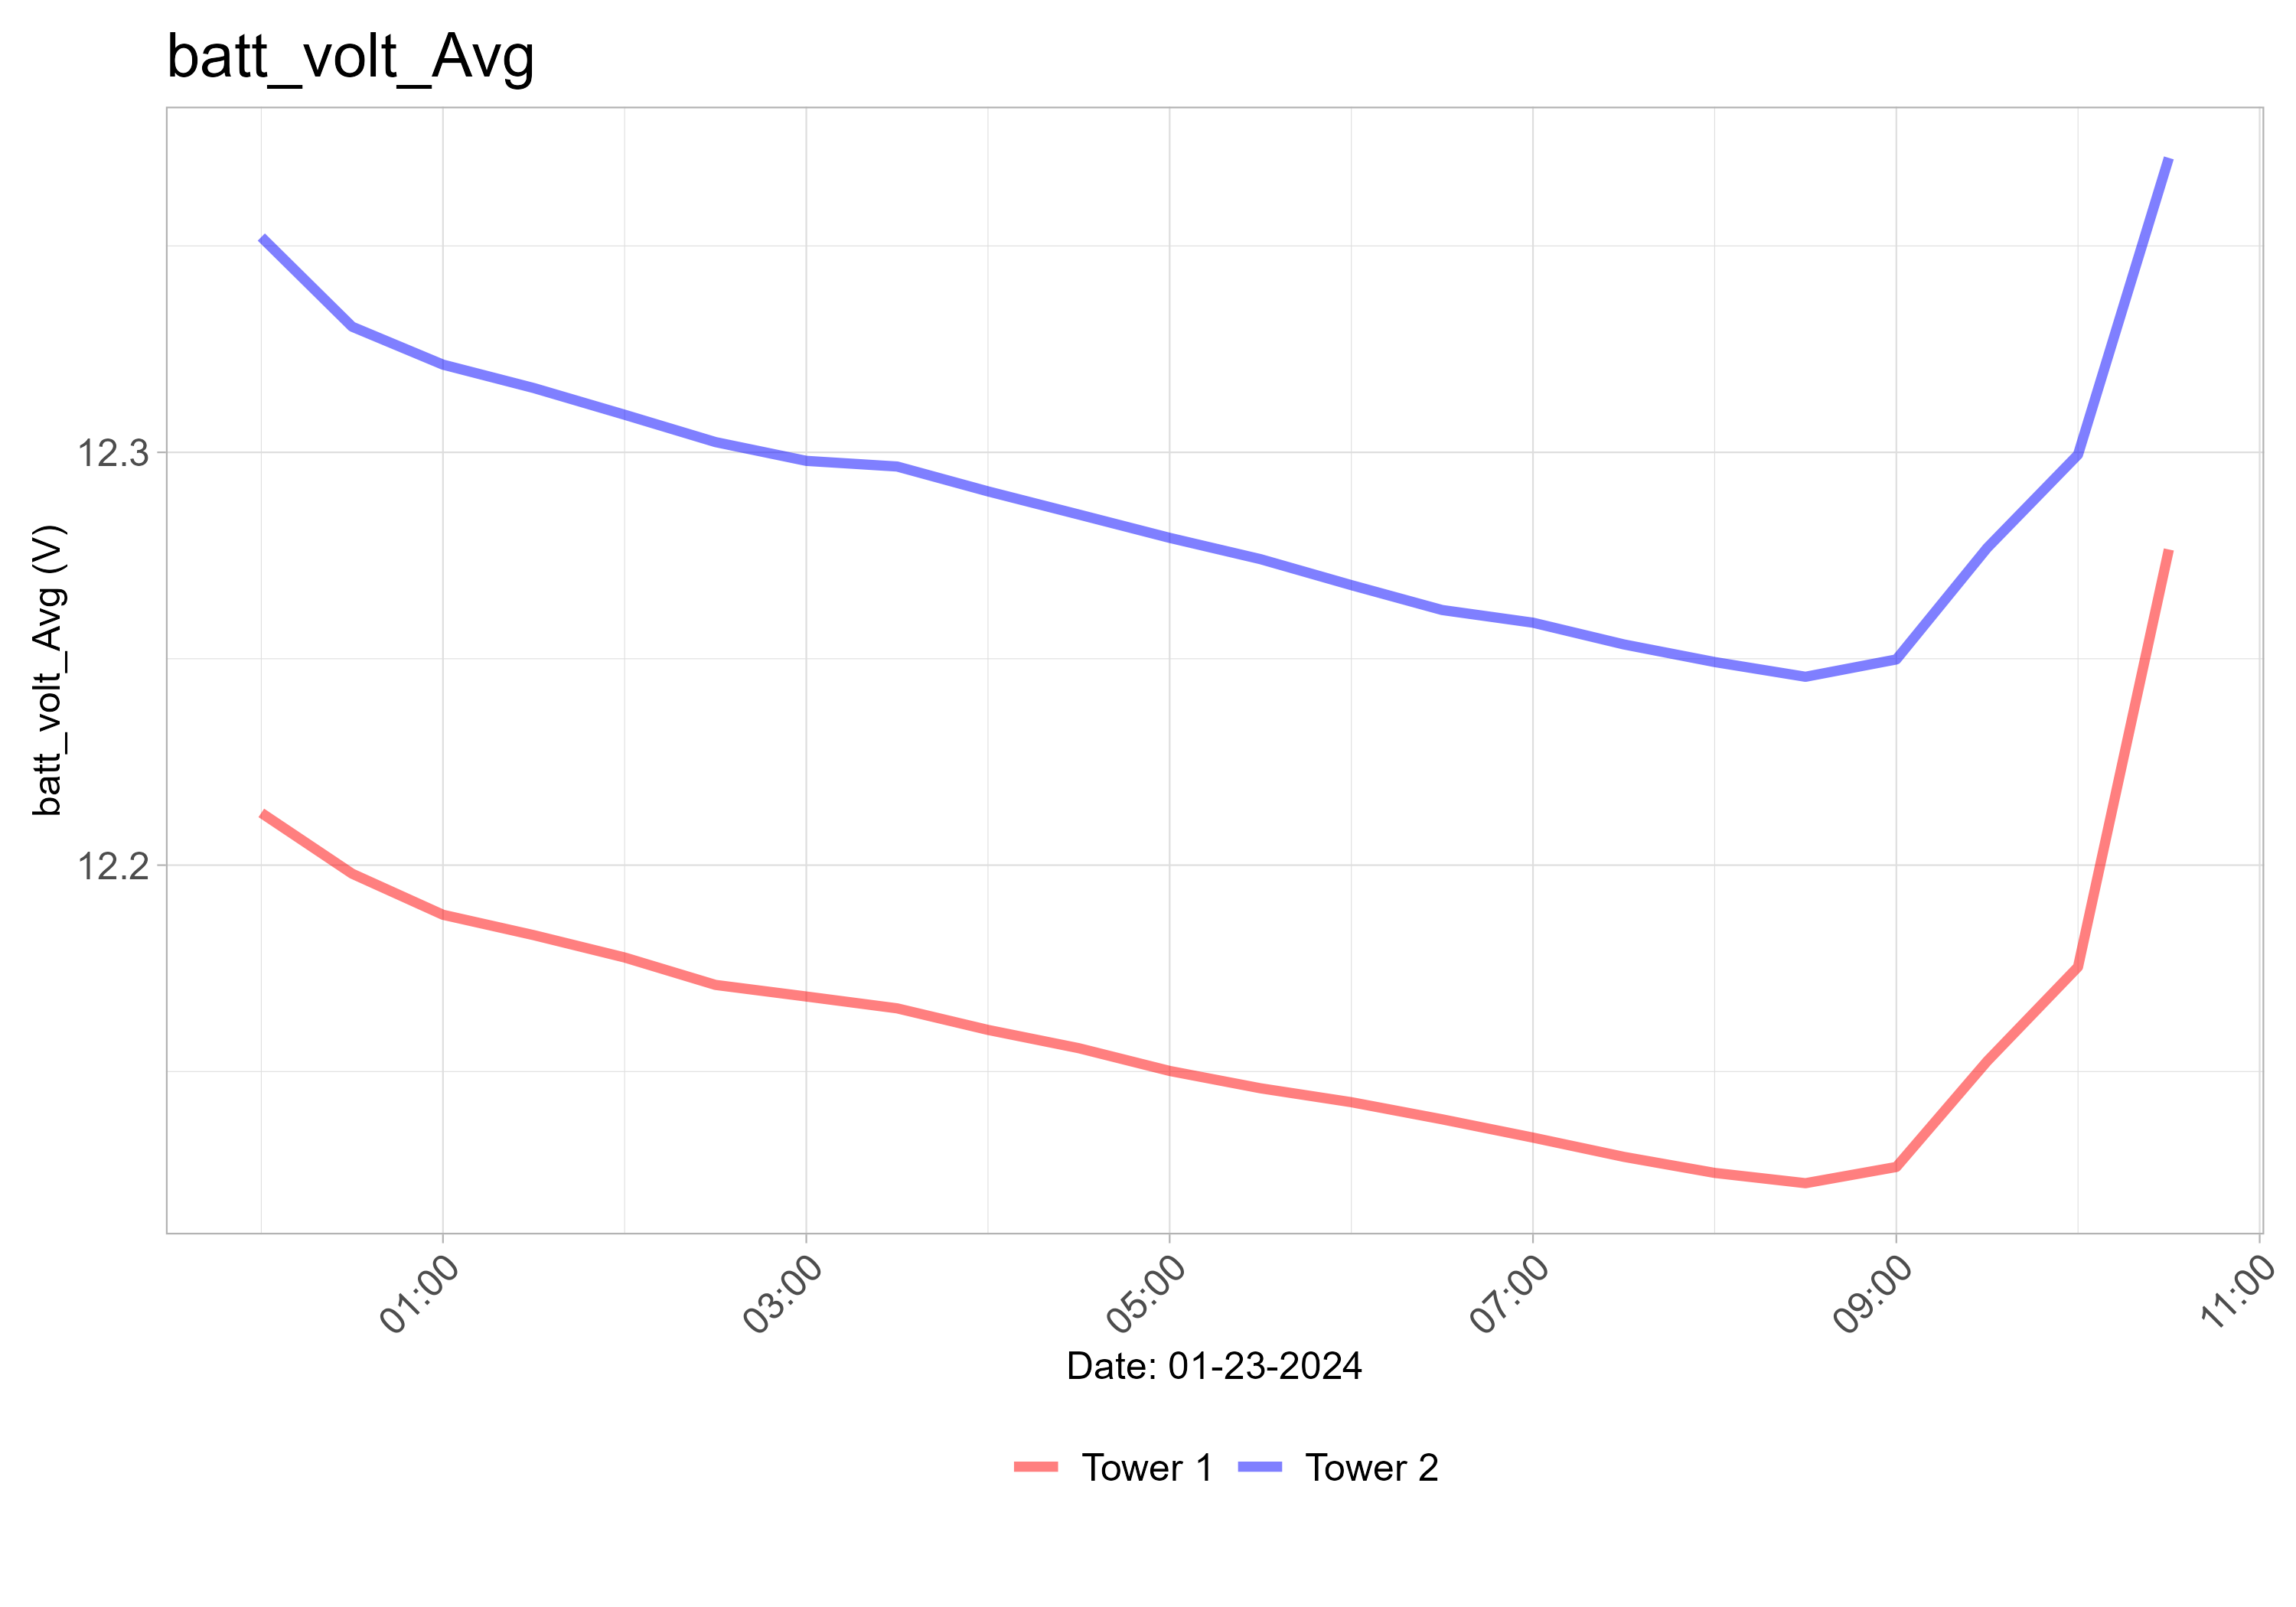 batt_volt_Avg
batt_volt_Avg (V)
12.3
12.2
01:00
03:00
05:00
07:00
09:00
11:00
Date: 01-23-2024
Tower 1
Tower 2